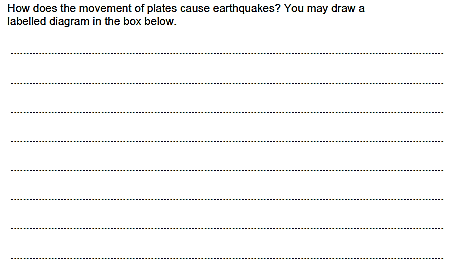 How does the movement of plates cause earthquakes? You may draw a
labelled diagram in the box below.